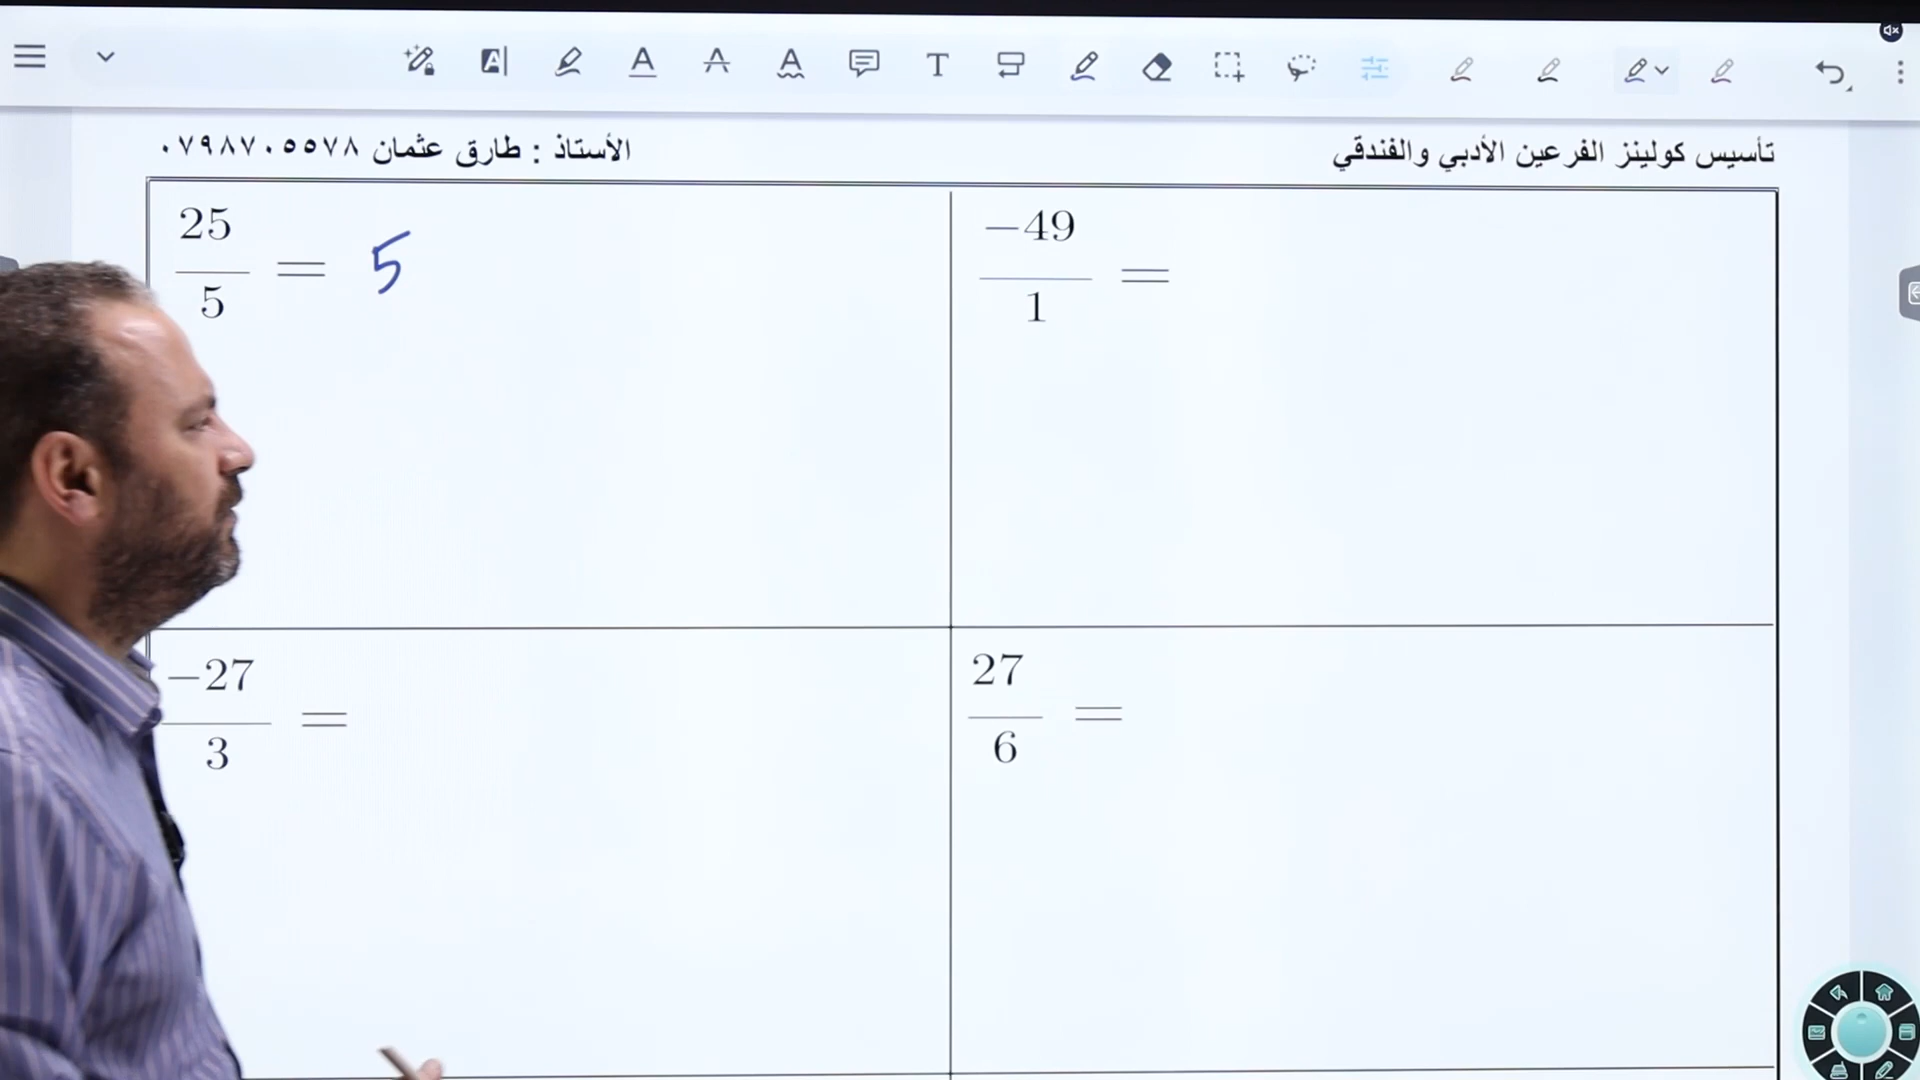 تأسيس كولينز الفرعين الأدبي والفندقي
الأستاذ : طارق عثمان ٠٧٩٨٧٠٥٥٧٨
25/5 = 5
-49/1 =
-27/3 =
27/6 =